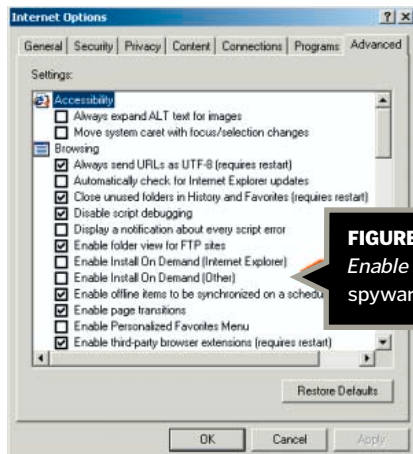 Internet Options
General Security Privacy Content Connections Programs Advanced
Settings:
Accessibility
Always expand ALT text for images
Move system caret with focus/selection changes
Browsing
Always send URLs as UTF-8 (requires restart)
Automatically check for Internet Explorer updates
Close unused folders in History and Favorites (requires restart)
Disable script debugging
Display a notification about every script error
Enable folder view for FTP sites
Enable Install On Demand (Internet Explorer)
Enable Install On Demand (Other)
Enable offline items to be synchronized on a
Enable page transitions
Enable Personalized Favorites Menu
Enable third-party browser extensions (requires restart)
FIGURE
Enable
Restore Defaults
OK Cancel Apply